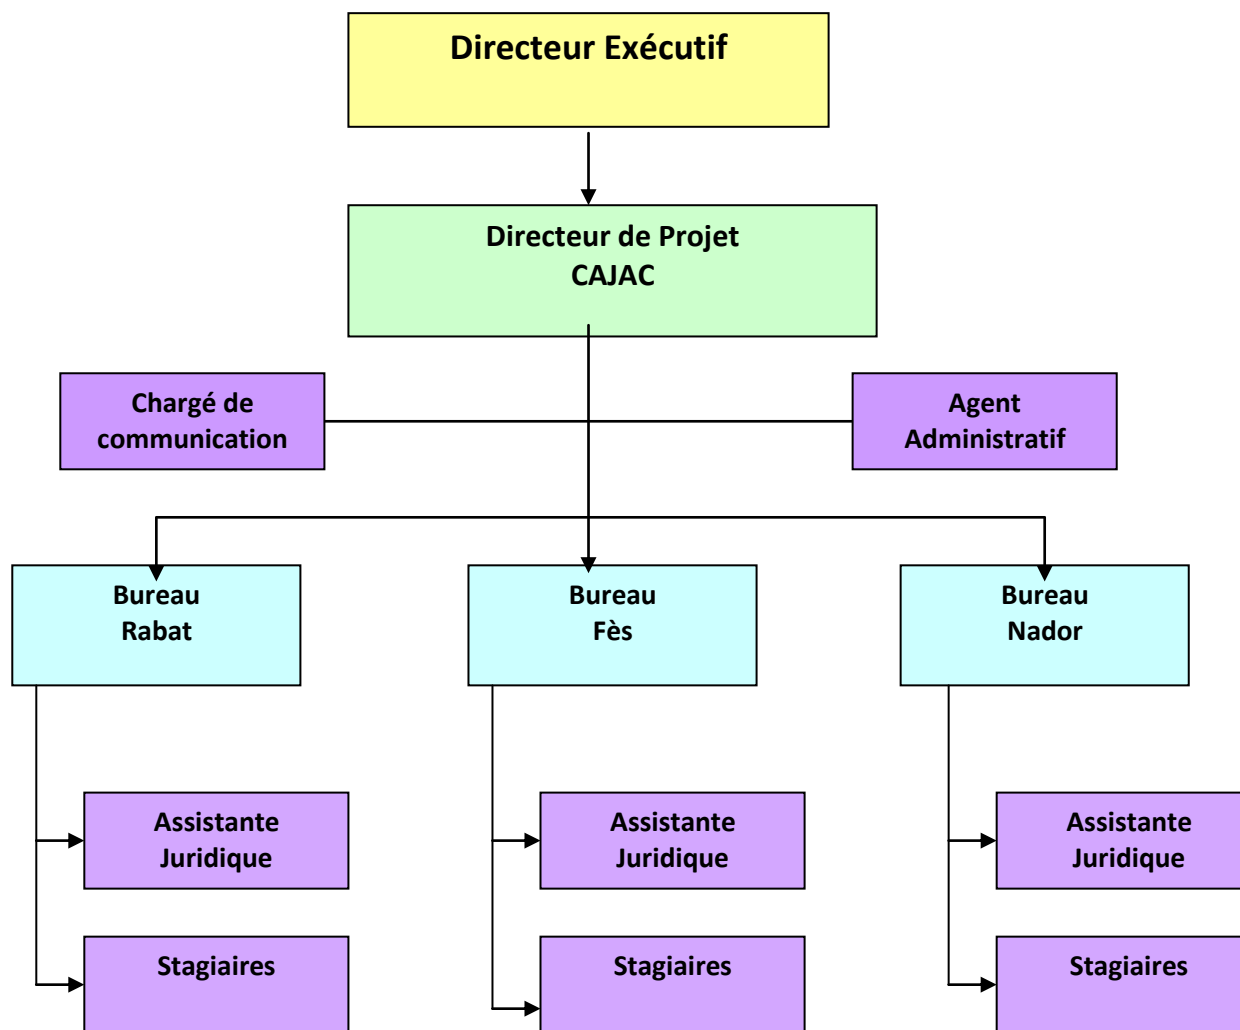 Directeur Exécutif
Directeur de Projet
CAJAC
Chargé de
communication
Agent
Administratif
Bureau
Rabat
Bureau
Fès
Bureau
Nador
Assistante
Juridique
Assistante
Juridique
Assistante
Juridique
Stagiaires
Stagiaires
Stagiaires